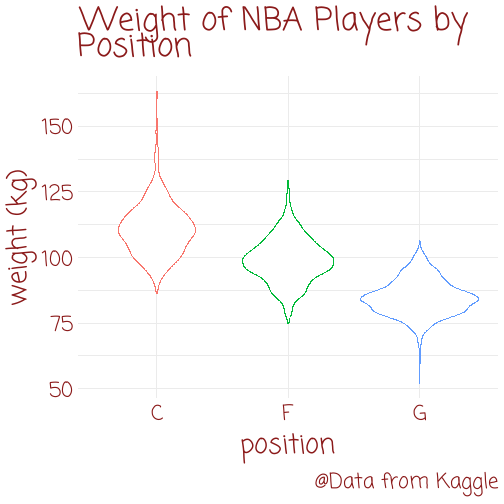 Weight of NBA Players by
Position
weight (kg)
150
125
100
75
50
C F G
position
@Data from Kaggle